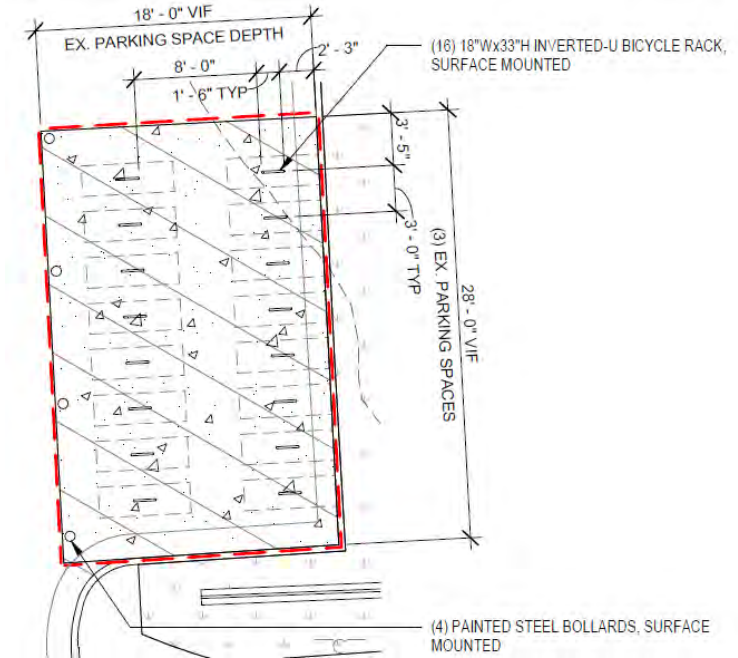 18' - 0" VIF
EX. PARKING SPACE DEPTH
2' - 3"
8' - 0"
1' - 6" TYP
(16) 18"Wx33"H INVERTED-U BICYCLE RACK,
SURFACE MOUNTED
3' - 5"
3' - 0" TYP
(3) EX. PARKING SPACES
28' - 0" VIF
(4) PAINTED STEEL BOLLARDS, SURFACE
MOUNTED